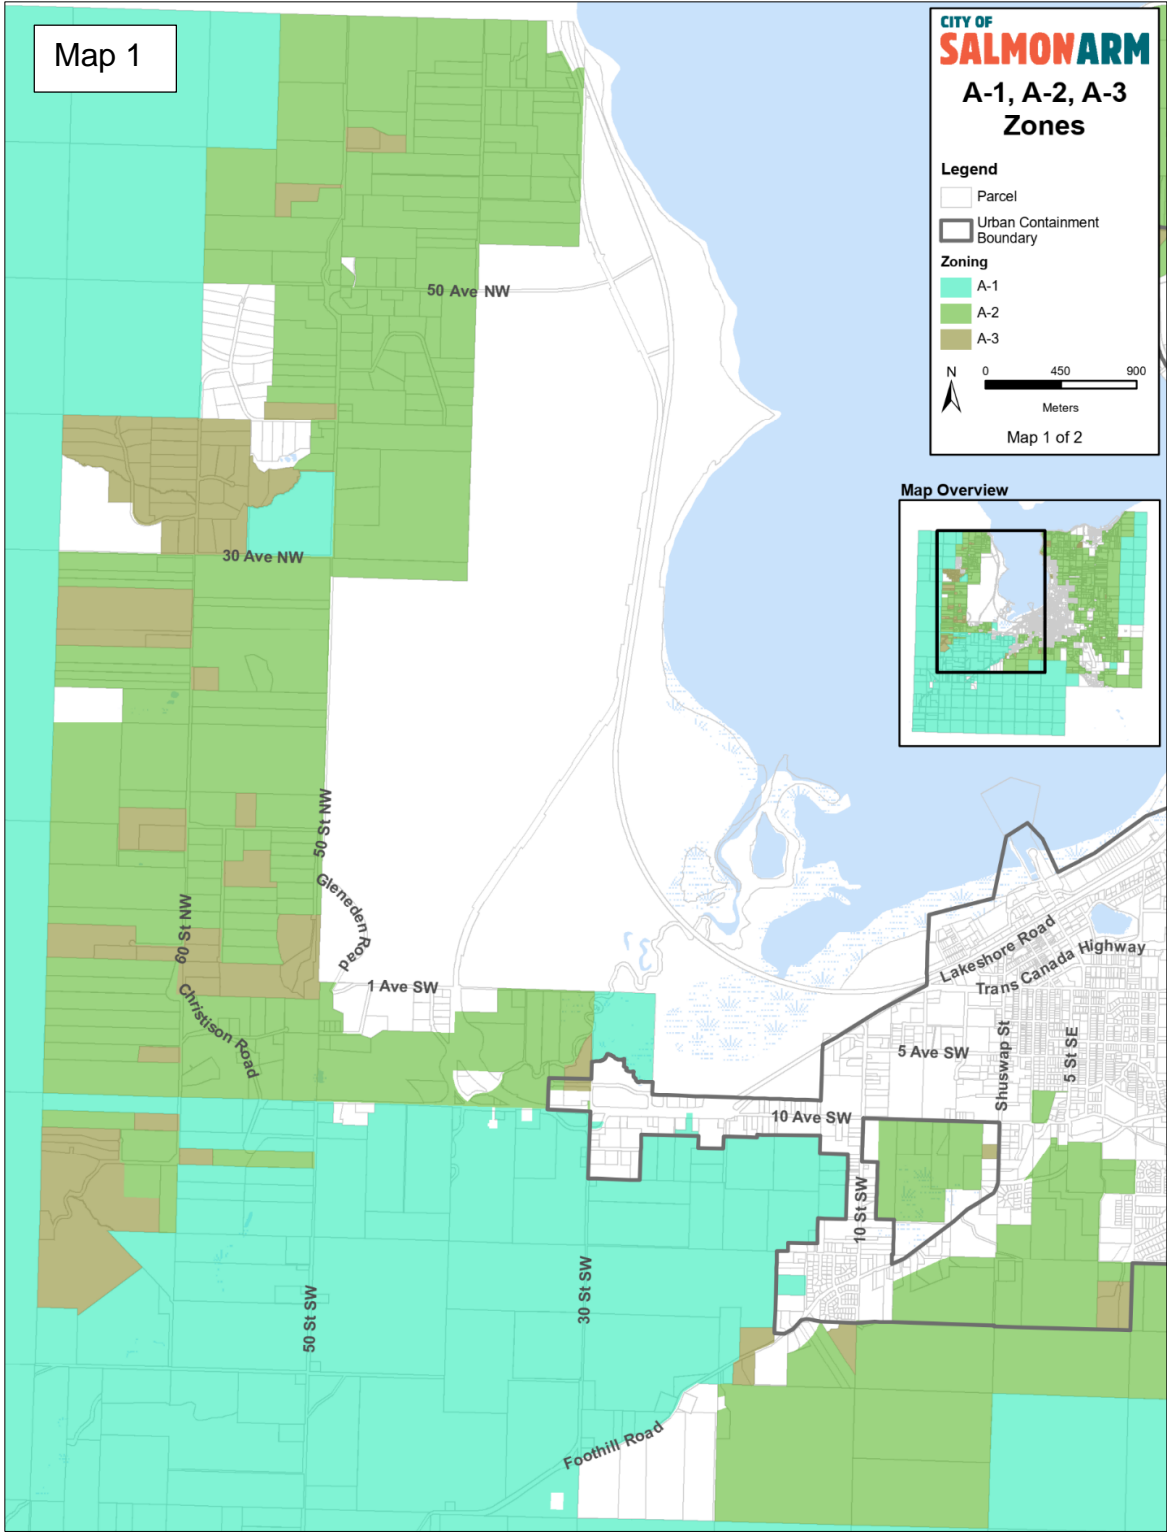 Map 1
CITY OF
SALMONARM
A-1, A-2, A-3
Zones
Legend
Parcel
Urban Containment
Boundary
Zoning
A-1
A-2
A-3
N
0 450 900
Meters
Map 1 of 2
Map Overview
50 Ave NW
30 Ave NW
50 St NW
Gleneden Road
60 St NW
1 Ave SW
Christison Road
Lakeshore Road
Trans Canada Highway
5 Ave SW
Shuswap St
5 St SE
10 Ave SW
10 St SW
30 St SW
50 St SW
Foothill Road